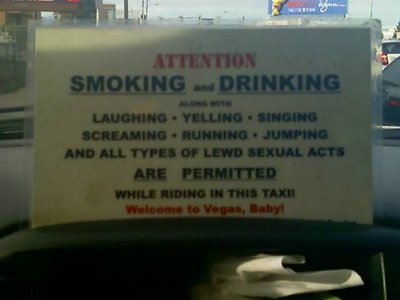 Wynn
ATTENTION
SMOKING and DRINKING
ALONG WITH
LAUGHING • YELLING • SINGING
SCREAMING • RUNNING • JUMPING
AND ALL TYPES OF LEWD SEXUAL ACTS
ARE PERMITTED
WHILE RIDING IN THIS TAXI!
Welcome to Vegas, Baby!